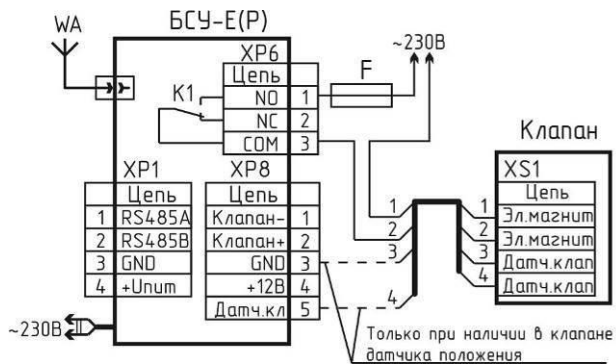 WA
БСУ-Е(Р)
XP6
Цепь
NO 1
NC 2
COM 3
K1
F
~230В
Клапан
XS1
Цепь
1 Эл.магнит
2 Эл.магнит
3 Датч.клап
4 Датч.клап
XP1
Цепь
1 RS485A
2 RS485B
3 GND
4 +Uпит
XP8
Цепь
Клапан- 1
Клапан+ 2
GND 3
+12В 4
Датч.кл 5
1
2
3
4
~230В
Только при наличии в клапане
датчика положения